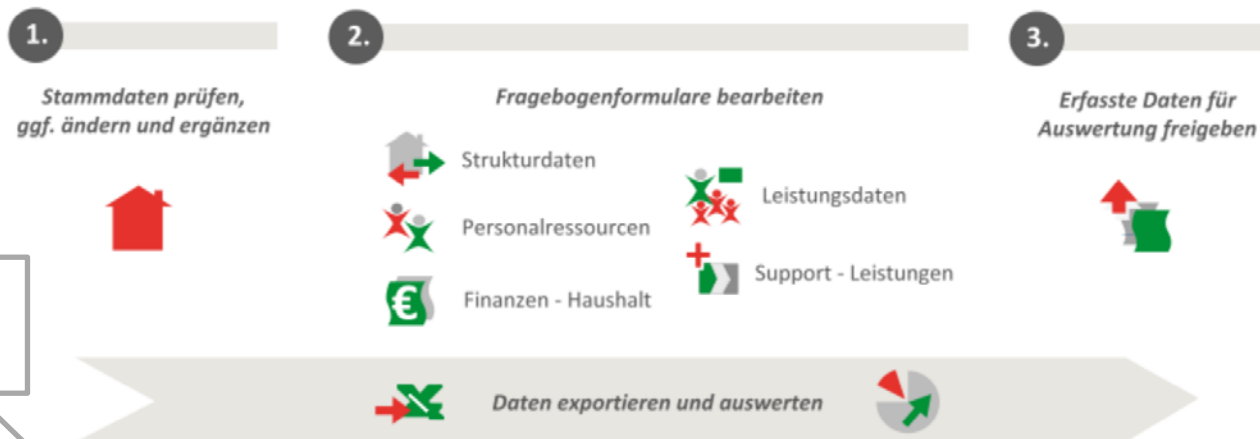 1.
Stammdaten prüfen,
ggf. ändern und ergänzen
2.
Fragebogenformulare bearbeiten
Strukturdaten
Personalressourcen
€
Finanzen - Haushalt
Leistungsdaten
Support - Leistungen
3.
Erfasste Daten für
Auswertung freigeben
Daten exportieren und auswerten